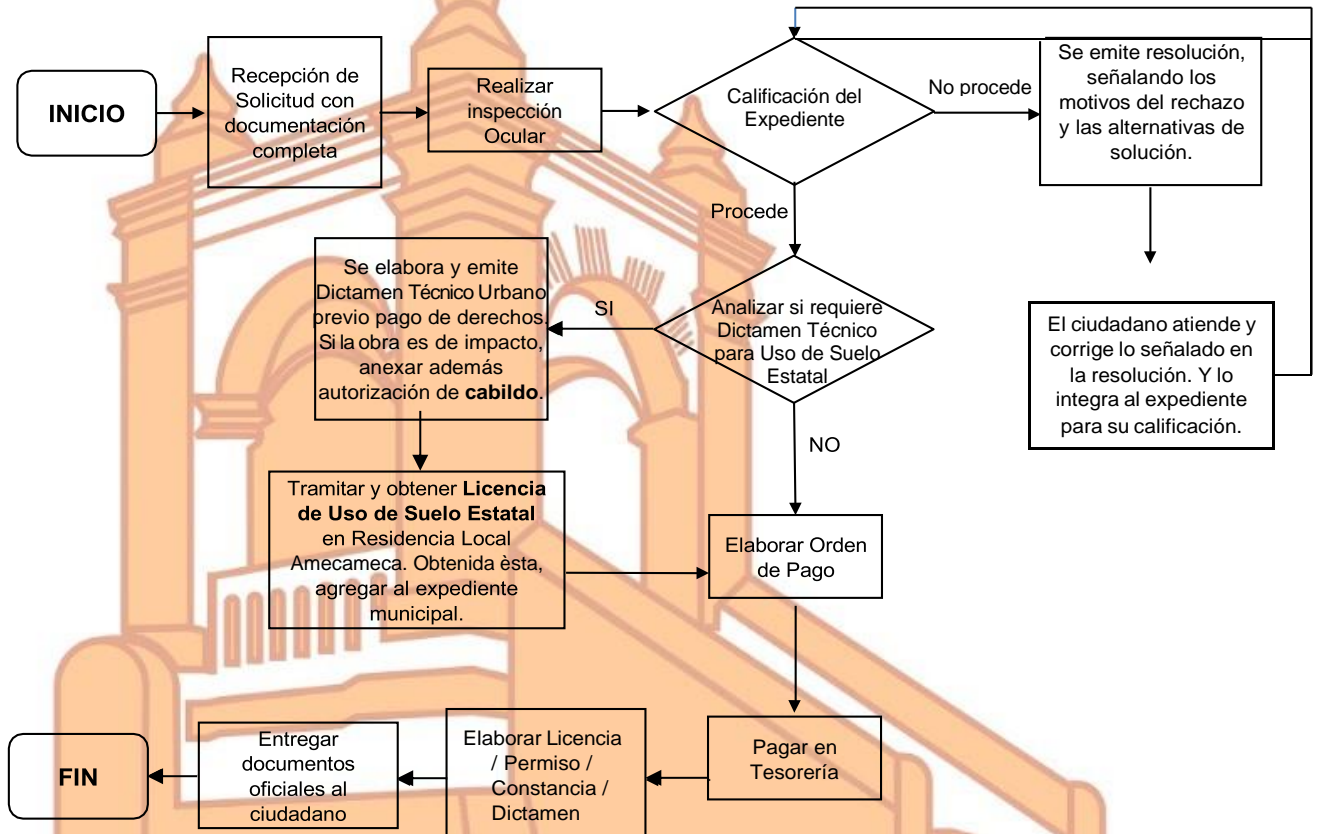 INICIO
Recepción de
Solicitud con
documentación
completa
Realizar
inspección
Ocular
Calificación del
Expediente
No procede
Se emite resolución,
señalando los
motivos del rechazo
y las alternativas de
solución.
Procede
El ciudadano atiende y
corrige lo señalado en
la resolución. Y lo
integra al expediente
para su calificación.
Analizar si requiere
Dictamen Técnico
para Uso de Suelo
Estatal
SI
Se elabora y emite
Dictamen Técnico Urbano
previo pago de derechos.
Si la obra es de impacto,
anexar además
autorización de cabildo.
NO
Tramitar y obtener Licencia
de Uso de Suelo Estatal
en Residencia Local
Amecameca. Obtenida èsta,
agregar al expediente
municipal.
Elaborar Orden
de Pago
Pagar en
Tesorería
Elaborar Licencia
/ Permiso /
Constancia /
Dictamen
Entregar
documentos
oficiales al
ciudadano
FIN